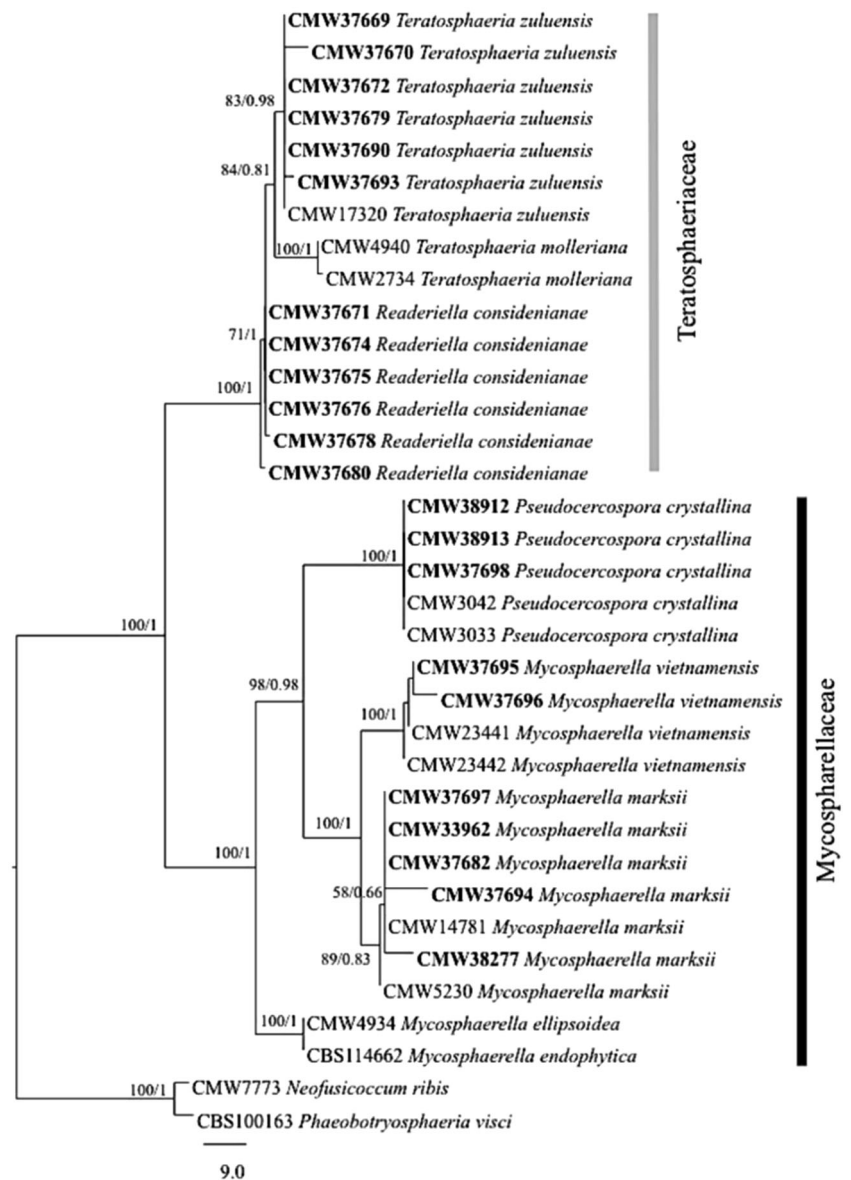 CMW37669 Teratosphaeria zuluensis
CMW37670 Teratosphaeria zuluensis
CMW37672 Teratosphaeria zuluensis
83/0.98
CMW37679 Teratosphaeria zuluensis
CMW37690 Teratosphaeria zuluensis
84/0.81
CMW37693 Teratosphaeria zuluensis
CMW17320 Teratosphaeria zuluensis
100/1
CMW4940 Teratosphaeria molleriana
CMW2734 Teratosphaeria molleriana
Teratosphaeriaceae
CMW37671 Readeriella considenianae
71/1
CMW37674 Readeriella considenianae
CMW37675 Readeriella considenianae
100/1
CMW37676 Readeriella considenianae
CMW37678 Readeriella considenianae
CMW37680 Readeriella considenianae
CMW38912 Pseudocercospora crystallina
CMW38913 Pseudocercospora crystallina
100/1
CMW37698 Pseudocercospora crystallina
CMW3042 Pseudocercospora crystallina
100/1
CMW3033 Pseudocercospora crystallina
CMW37695 Mycosphaerella vietnamensis
98/0.98
CMW37696 Mycosphaerella vietnamensis
100/1
CMW23441 Mycosphaerella vietnamensis
CMW23442 Mycosphaerella vietnamensis
Mycospharellaceae
CMW37697 Mycosphaerella marksii
100/1
CMW33962 Mycosphaerella marksii
100/1
CMW37682 Mycosphaerella marksii
58/0.66
CMW37694 Mycosphaerella marksii
CMW14781 Mycosphaerella marksii
89/0.83
CMW38277 Mycosphaerella marksii
CMW5230 Mycosphaerella marksii
100/1
CMW4934 Mycosphaerella ellipsoidea
CBS114662 Mycosphaerella endophytica
100/1
CMW7773 Neofusicoccum ribis
CBS100163 Phaeobotryosphaeria visci
9.0